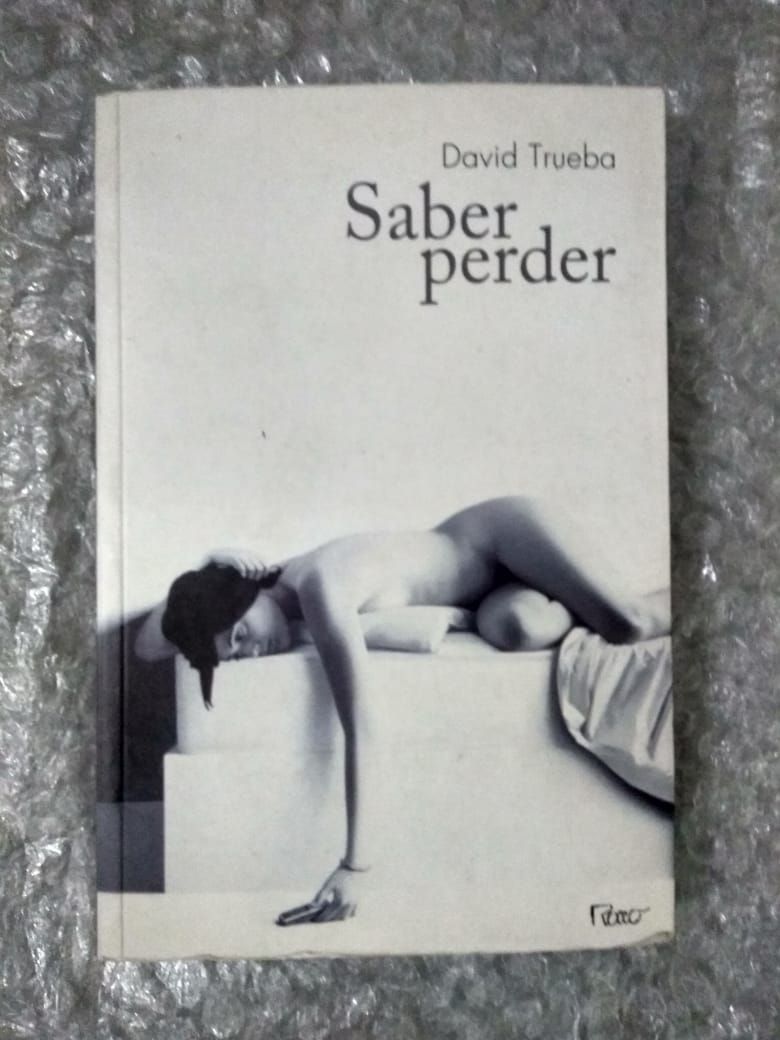 David Trueba
Saber
perder
Rocco